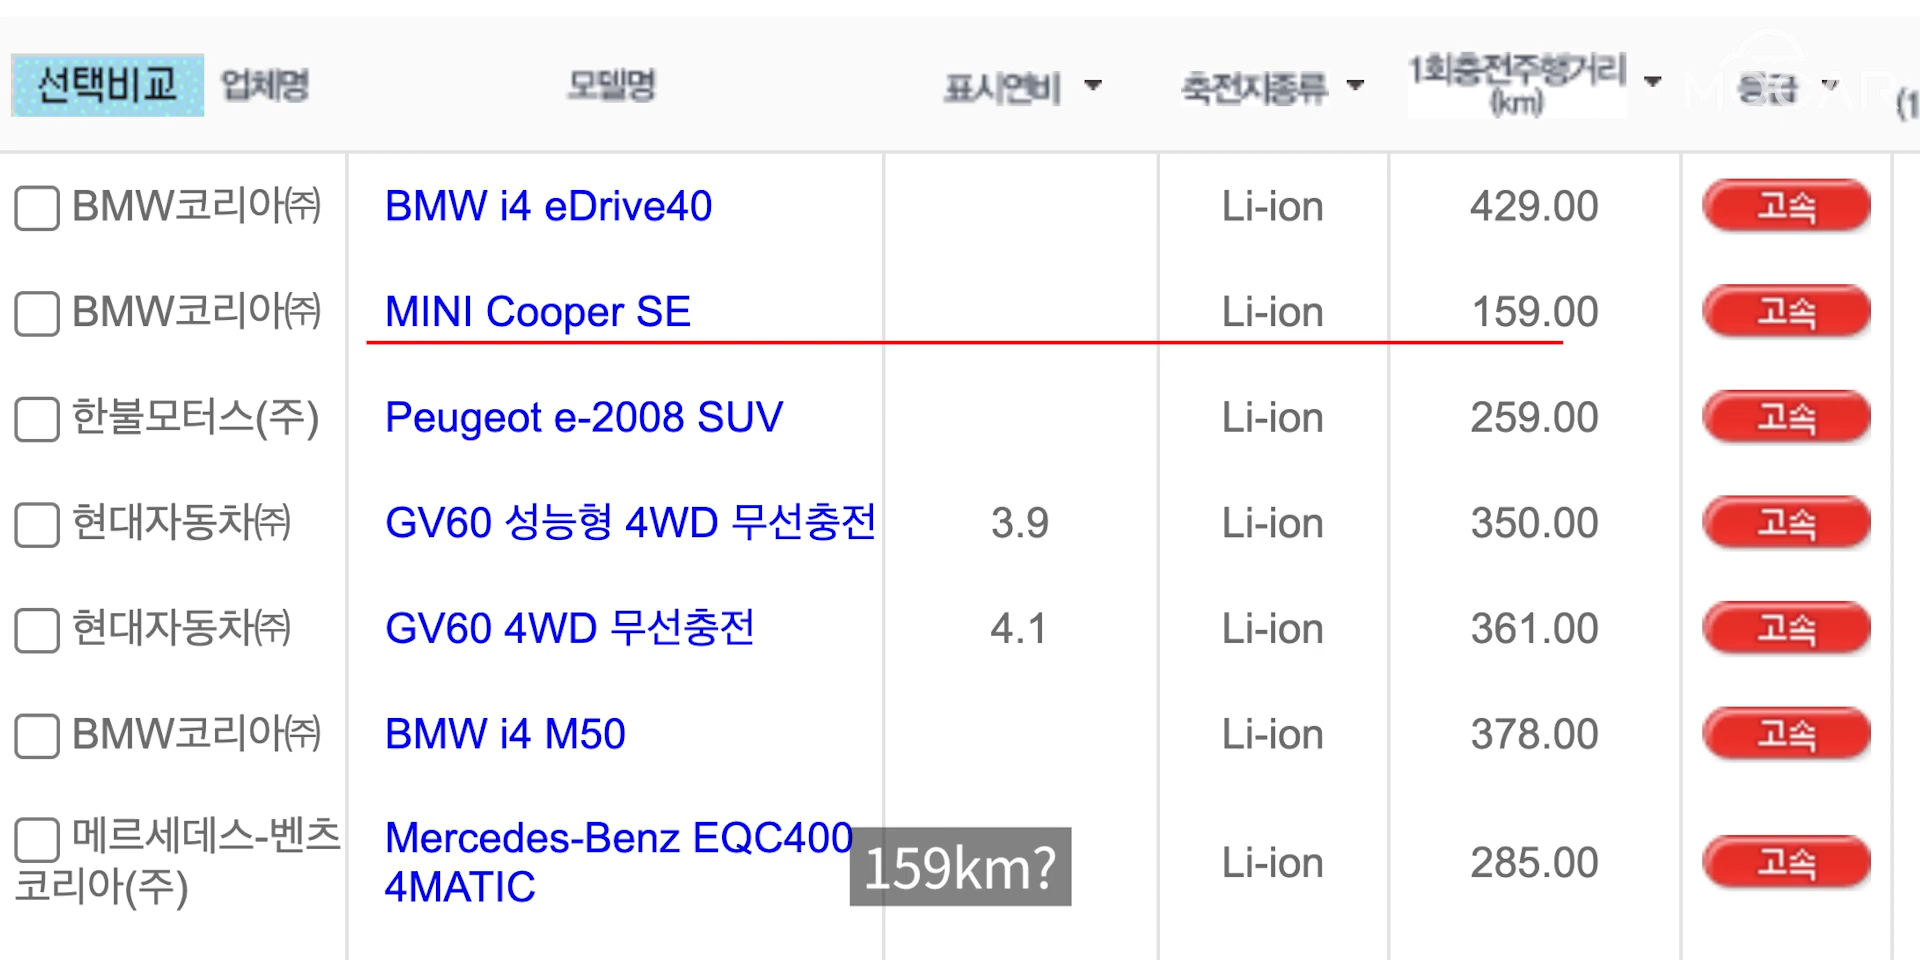 선택비교 업체명 모델명 표시연비 축전지종류 1회충전주행거리 (km) 등급 (1
BMW코리아㈜ BMW i4 eDrive40 Li-ion 429.00 고속
BMW코리아㈜ MINI Cooper SE Li-ion 159.00 고속
한불모터스(주) Peugeot e-2008 SUV Li-ion 259.00 고속
현대자동차㈜ GV60 성능형 4WD 무선충전 3.9 Li-ion 350.00 고속
현대자동차㈜ GV60 4WD 무선충전 4.1 Li-ion 361.00 고속
BMW코리아㈜ BMW i4 M50 Li-ion 378.00 고속
메르세데스-벤츠 Mercedes-Benz EQC400
코리아(주) 4MATIC Li-ion 285.00 고속
159km?